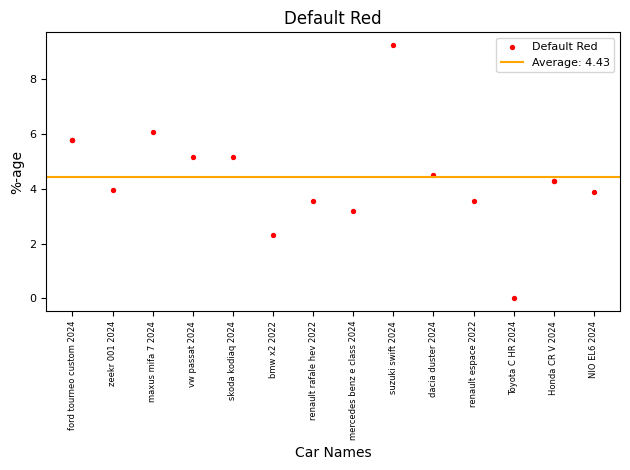 Default Red
Default Red
Average: 4.43
%-age
8
6
4
2
0
ford tourneo custom 2024
zeekr 001 2024
maxus mifa 7 2024
vw passat 2024
skoda kodiaq 2024
bmw x2 2022
renault rafale hev 2022
mercedes benz e class 2024
suzuki swift 2024
dacia duster 2024
renault espace 2022
Toyota C HR 2024
Honda CR V 2024
NIO EL6 2024
Car Names